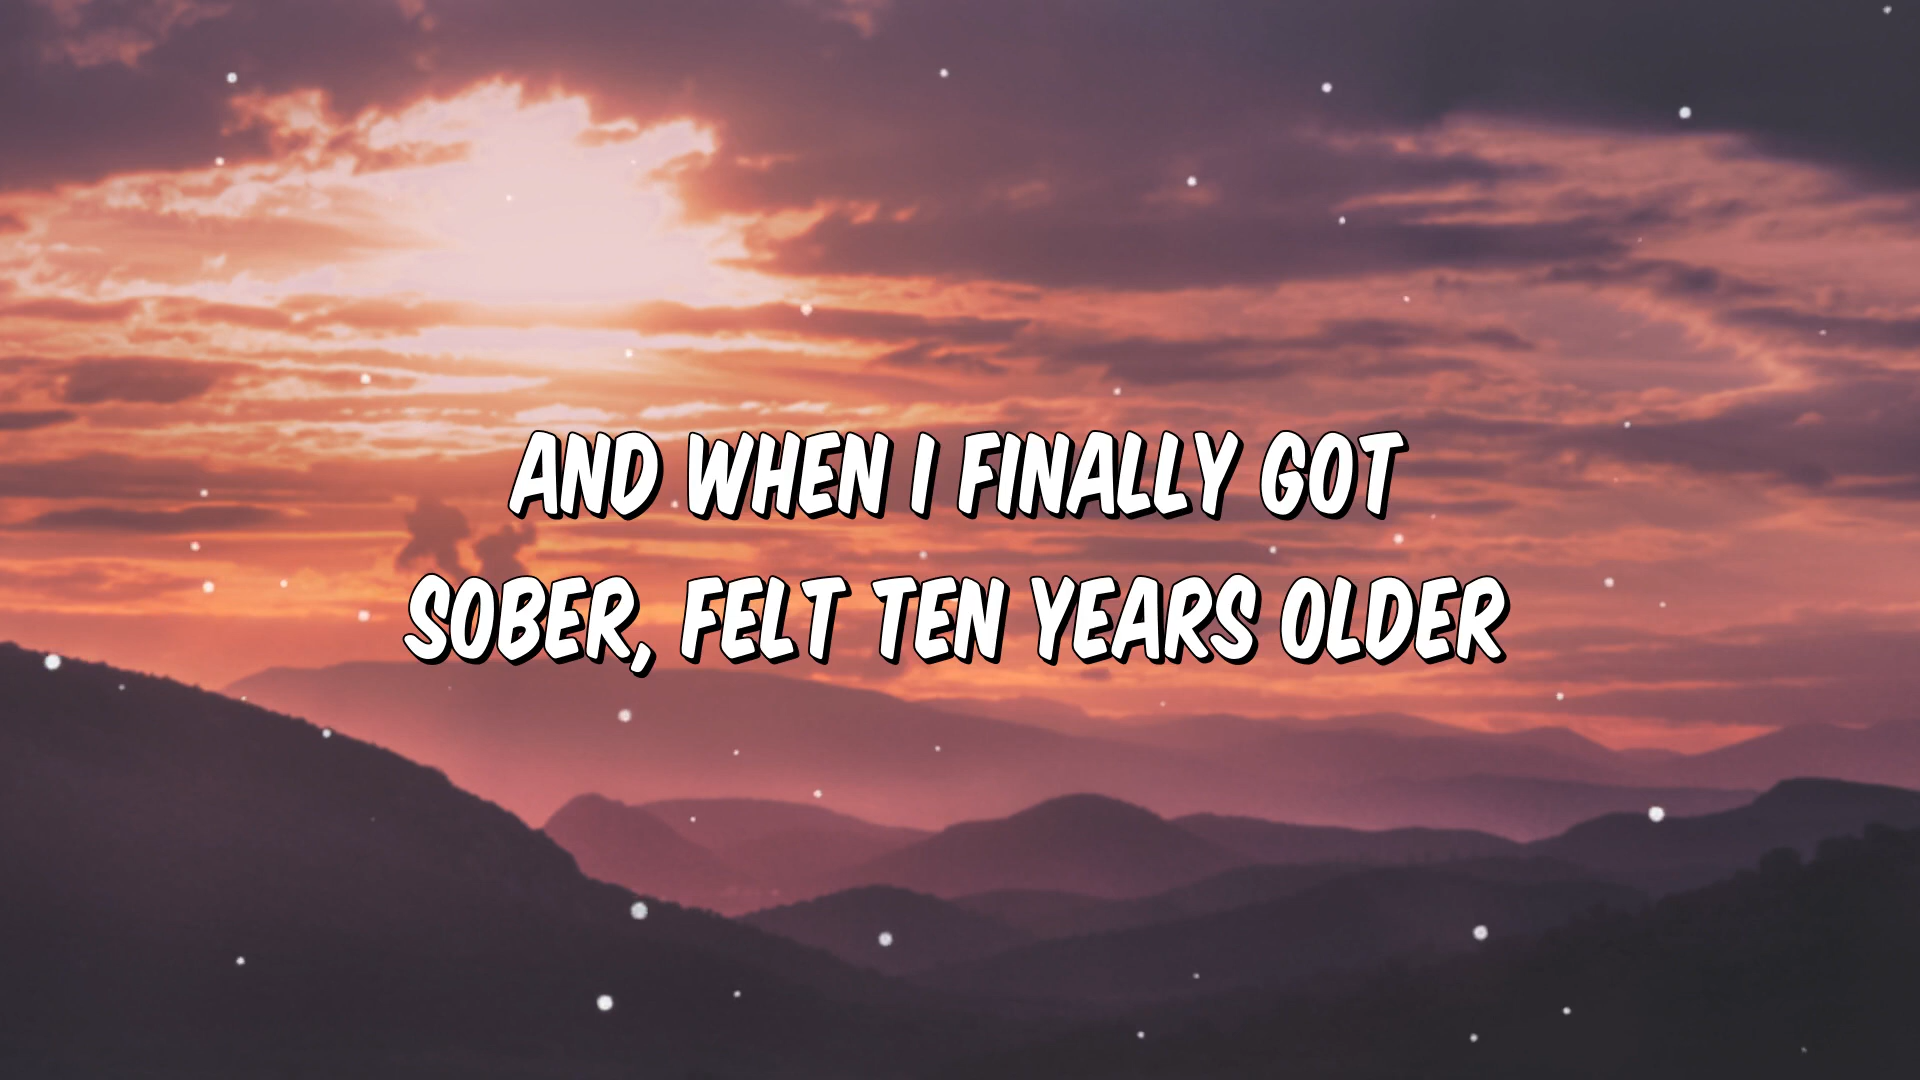 AND WHEN I FINALLY GOT
SOBER, FELT TEN YEARS OLDER